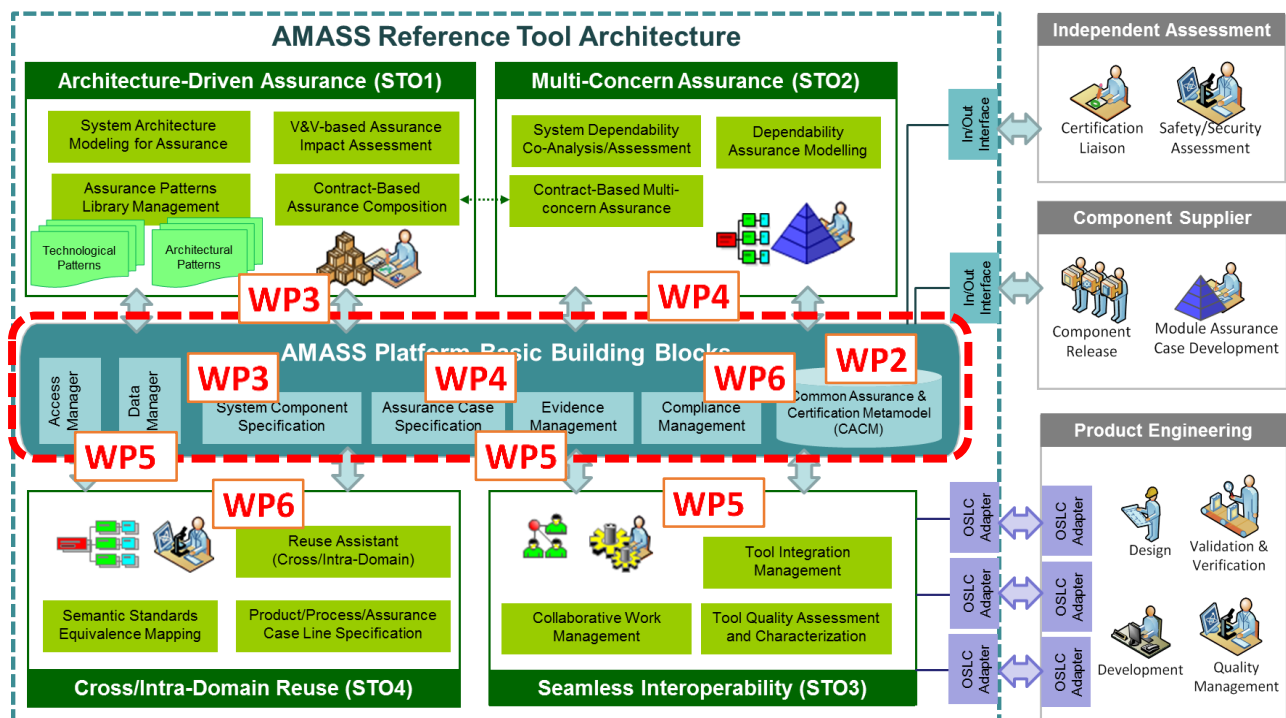 AMASS Reference Tool Architecture
Architecture-Driven Assurance (STO1)
System Architecture
Modeling for Assurance
V&V-based Assurance
Impact Assessment
Assurance Patterns
Library Management
Contract-Based
Assurance Composition
Technological
Patterns
Architectural
Patterns
WP3
Multi-Concern Assurance (STO2)
System Dependability
Co-Analysis/Assessment
Dependability
Assurance Modelling
Contract-Based Multi-
concern Assurance
WP4
In/Out
Interface
In/Out
Interface
Independent Assessment
Certification
Liaison
Safety/Security
Assessment
Component Supplier
Component
Release
Module Assurance
Case Development
AMASS Platform Basic Building Blocks
Access
Manager
Data
Manager
WP5
WP3
System Component
Specification
WP4
Assurance Case
Specification
WP5
Evidence
Management
WP6
Compliance
Management
WP2
Common Assurance &
Certification Metamodel
(CACM)
WP6
Reuse Assistant
(Cross/Intra-Domain)
Semantic Standards
Equivalence Mapping
Product/Process/Assurance
Case Line Specification
Cross/Intra-Domain Reuse (STO4)
WP5
Tool Integration
Management
Collaborative Work
Management
Tool Quality Assessment
and Characterization
Seamless Interoperability (STO3)
OSLC
Adapter
OSLC
Adapter
OSLC
Adapter
OSLC
Adapter
OSLC
Adapter
OSLC
Adapter
Product Engineering
Design
Validation &
Verification
Development
Quality
Management